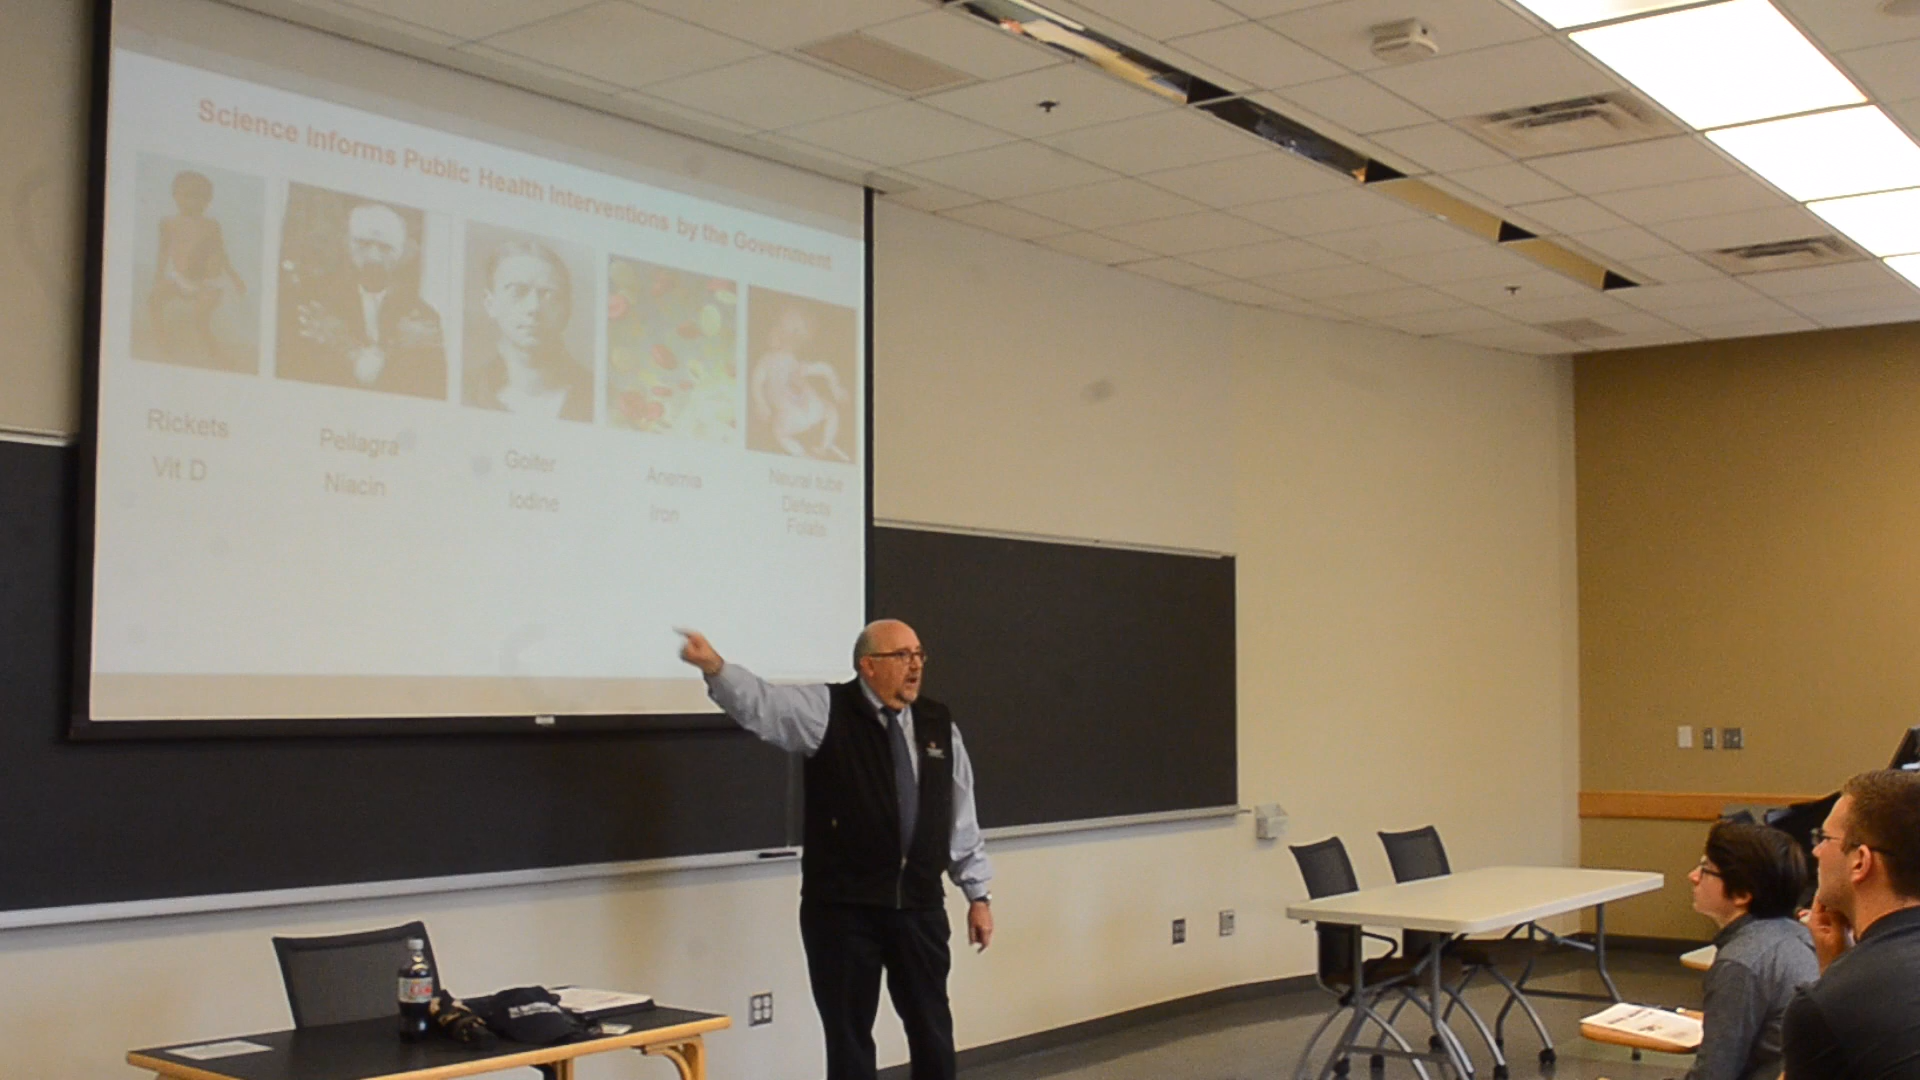 Science Informs Public Health Interventions by the Government
Rickets
Vit D
Pellagra
Niacin
Goiter
Iodine
Anemia
Iron
Neural tube
Defects
Folate